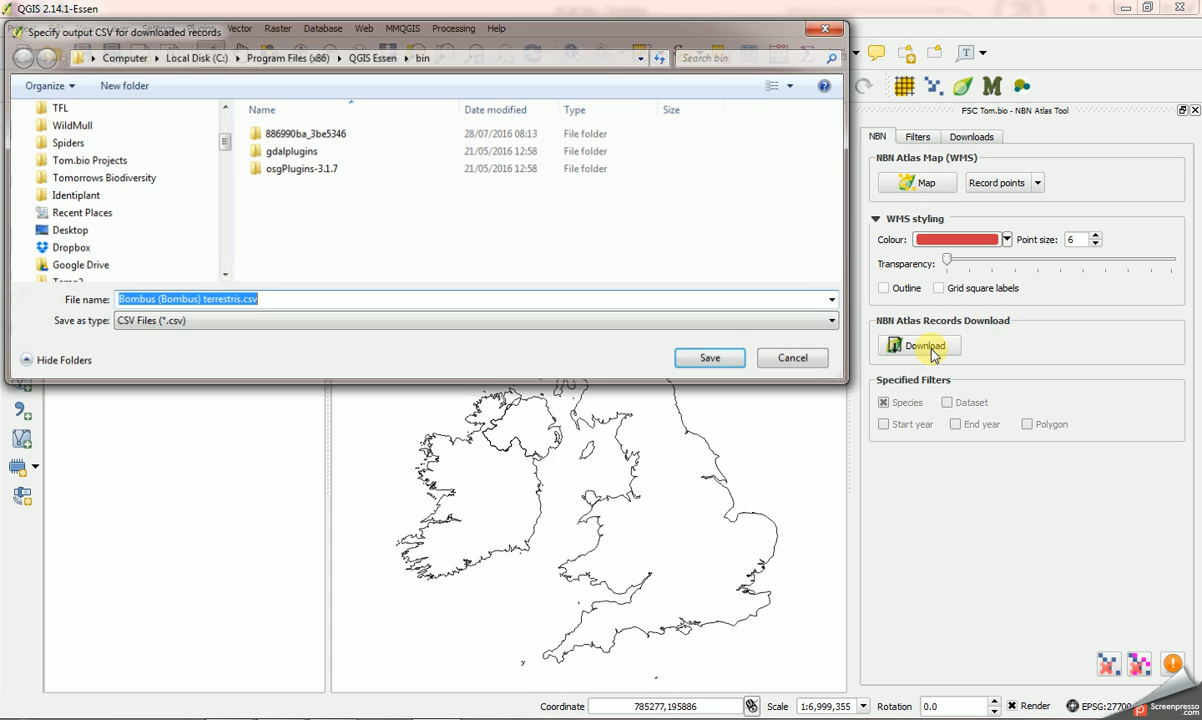 QGIS 2.14.1-Essen
Specify output CSV for downloaded records
Vector Raster Database Web MMQGIS Processing Help
Computer Local Disk (C:) Program Files (x86) QGIS Essen bin
Search bin
Organize New folder
TFL
WildMull
Spiders
Tom.bio Projects
Tomorrows Biodiversity
Identiplant
Recent Places
Desktop
Dropbox
Google Drive
Name Date modified Type Size
886990ba_3be5346 28/07/2016 08:13 File folder
gdalplugins 21/05/2016 12:58 File folder
osgPlugins-3.1.7 21/05/2016 12:58 File folder
File name: Bombus (Bombus) terrestris.csv
Save as type: CSV Files (*.csv)
Hide Folders
Save Cancel
FSC Tom.bio - NBN Atlas Tool
NBN Filters Downloads
NBN Atlas Map (WMS)
Map Record points
WMS styling
Colour: Point size: 6
Transparency:
Outline Grid square labels
NBN Atlas Records Download
Download
Specified Filters
Species Dataset
Start year End year Polygon
Coordinate 785277,195886 Scale 1:6,999,355 Rotation 0.0 Render EPSG:27700
Screenpresso.com